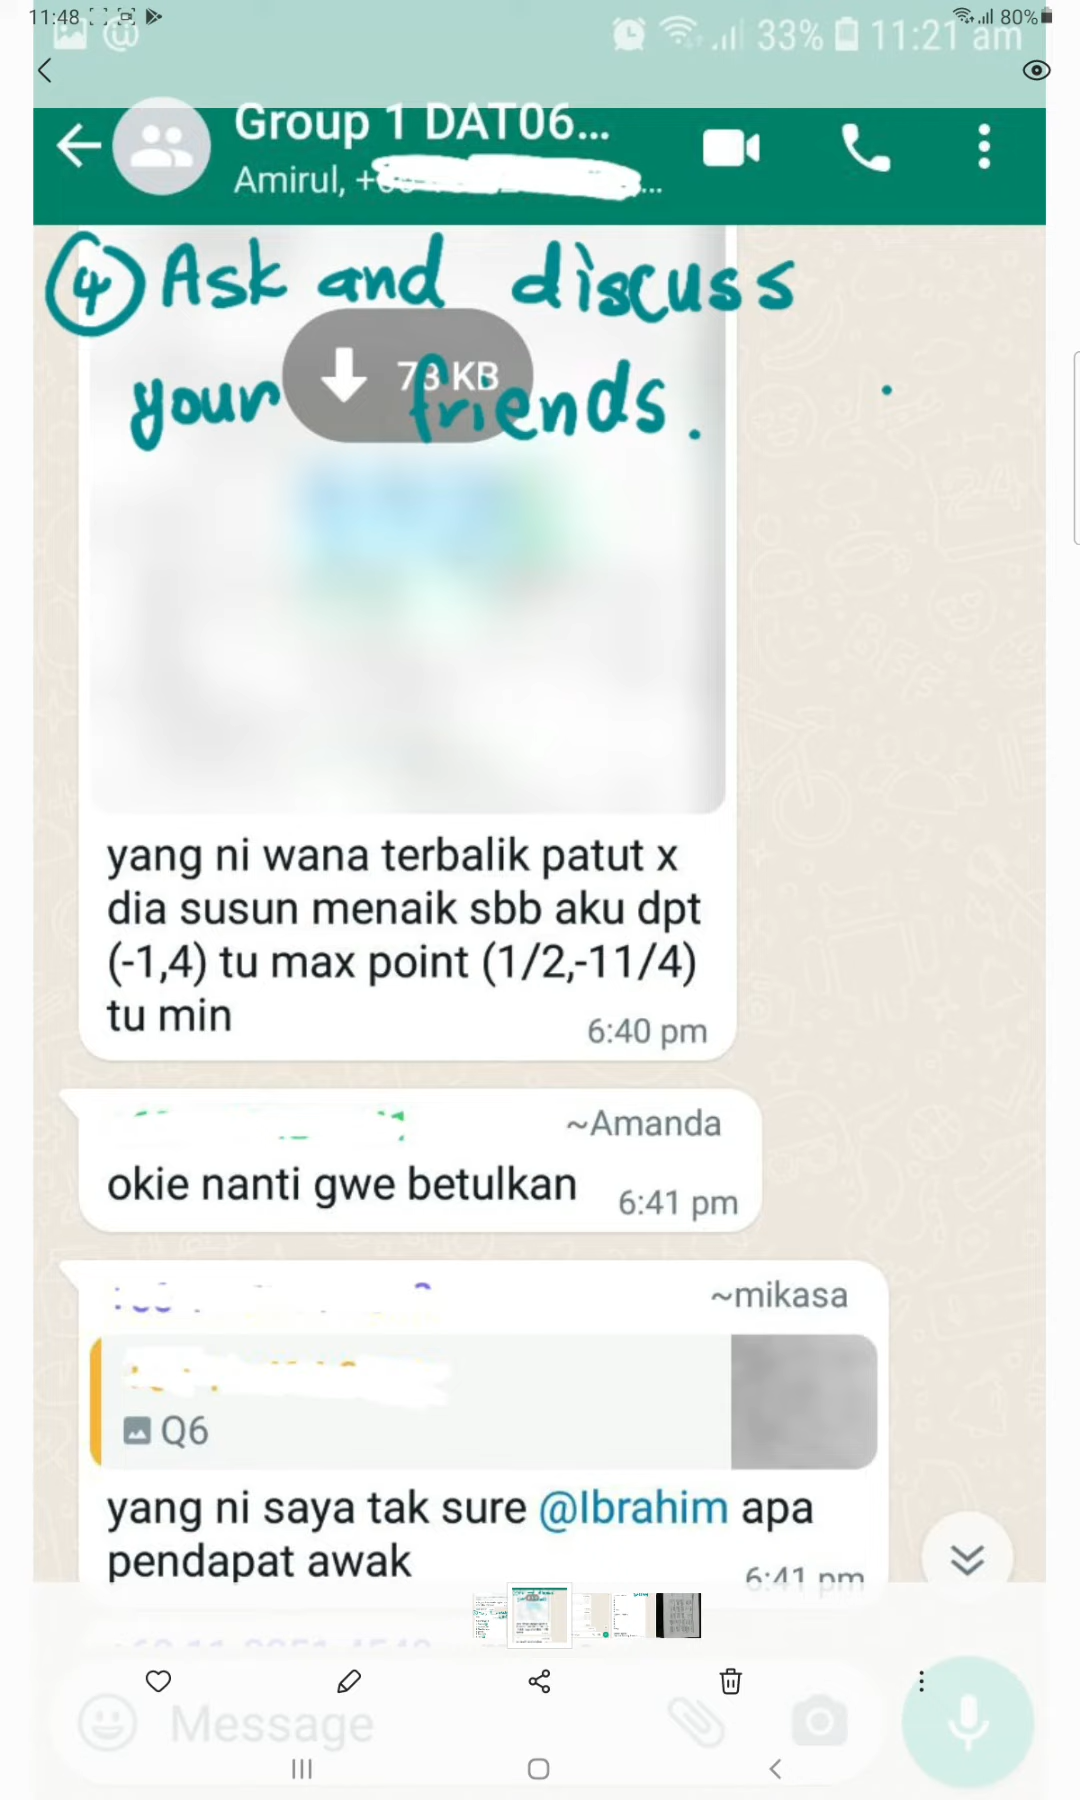 11:48
80%
33% 11:21 am
Group 1 DAT06...
Amirul, +
...
④ Ask and discuss
73 KB
your friends.
yang ni wana terbalik patut x
dia susun menaik sbb aku dpt
(-1,4) tu max point (1/2,-11/4)
tu min
6:40 pm
~Amanda
okie nanti gwe betulkan
6:41 pm
~mikasa
Q6
yang ni saya tak sure @Ibrahim apa
pendapat awak
6:41 pm
Message